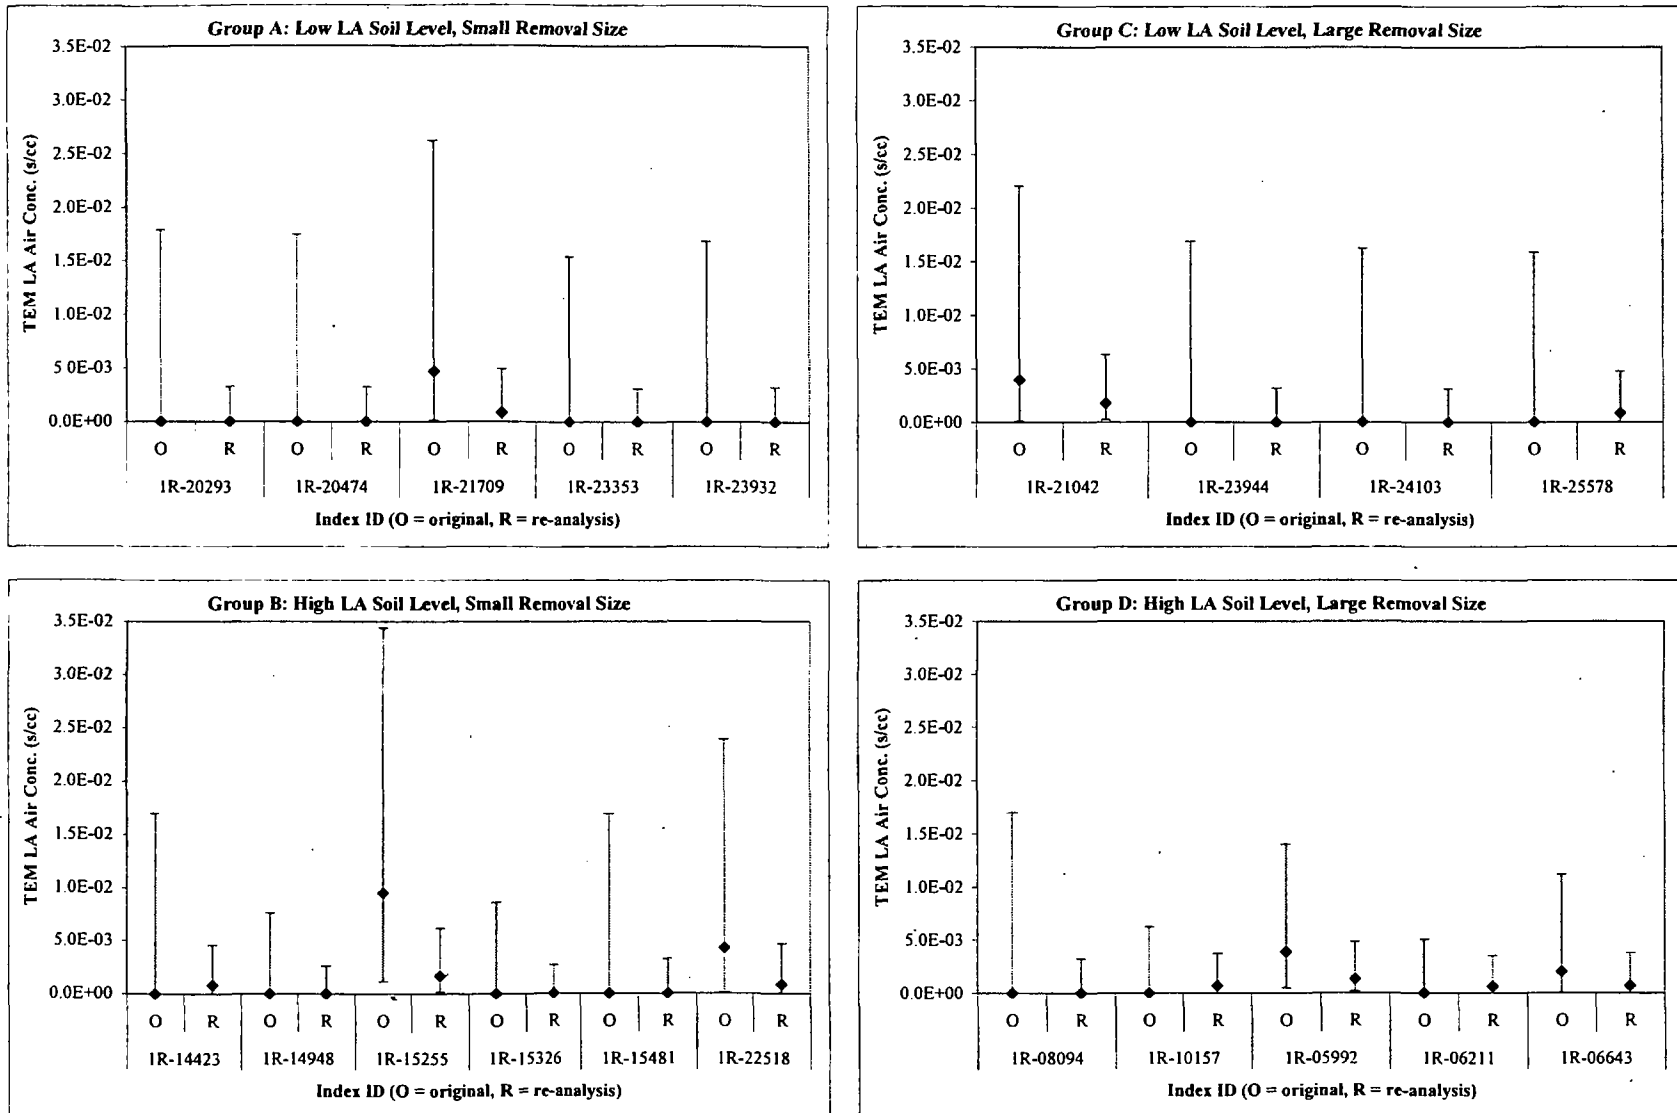 Group A: Low LA Soil Level, Small Removal Size
TEM LA Air Conc. (s/cc)
3.5E-02
3.0E-02
2.5E-02
2.0E-02
1.5E-02
1.0E-02
5.0E-03
0.0E+00
O R O R O R O R O R
1R-20293 1R-20474 1R-21709 1R-23353 1R-23932
Index ID (O = original, R = re-analysis)
Group C: Low LA Soil Level, Large Removal Size
TEM LA Air Conc. (s/cc)
3.5E-02
3.0E-02
2.5E-02
2.0E-02
1.5E-02
1.0E-02
5.0E-03
0.0E+00
O R O R O R O R
1R-21042 1R-23944 1R-24103 1R-25578
Index ID (O = original, R = re-analysis)
Group B: High LA Soil Level, Small Removal Size
TEM LA Air Conc. (s/cc)
3.5E-02
3.0E-02
2.5E-02
2.0E-02
1.5E-02
1.0E-02
5.0E-03
0.0E+00
O R O R O R O R O R O R
1R-14423 1R-14948 1R-15255 1R-15326 1R-15481 1R-22518
Index ID (O = original, R = re-analysis)
Group D: High LA Soil Level, Large Removal Size
TEM LA Air Conc. (s/cc)
3.5E-02
3.0E-02
2.5E-02
2.0E-02
1.5E-02
1.0E-02
5.0E-03
0.0E+00
O R O R O R O R O R
1R-08094 1R-10157 1R-05992 1R-06211 1R-06643
Index ID (O = original, R = re-analysis)